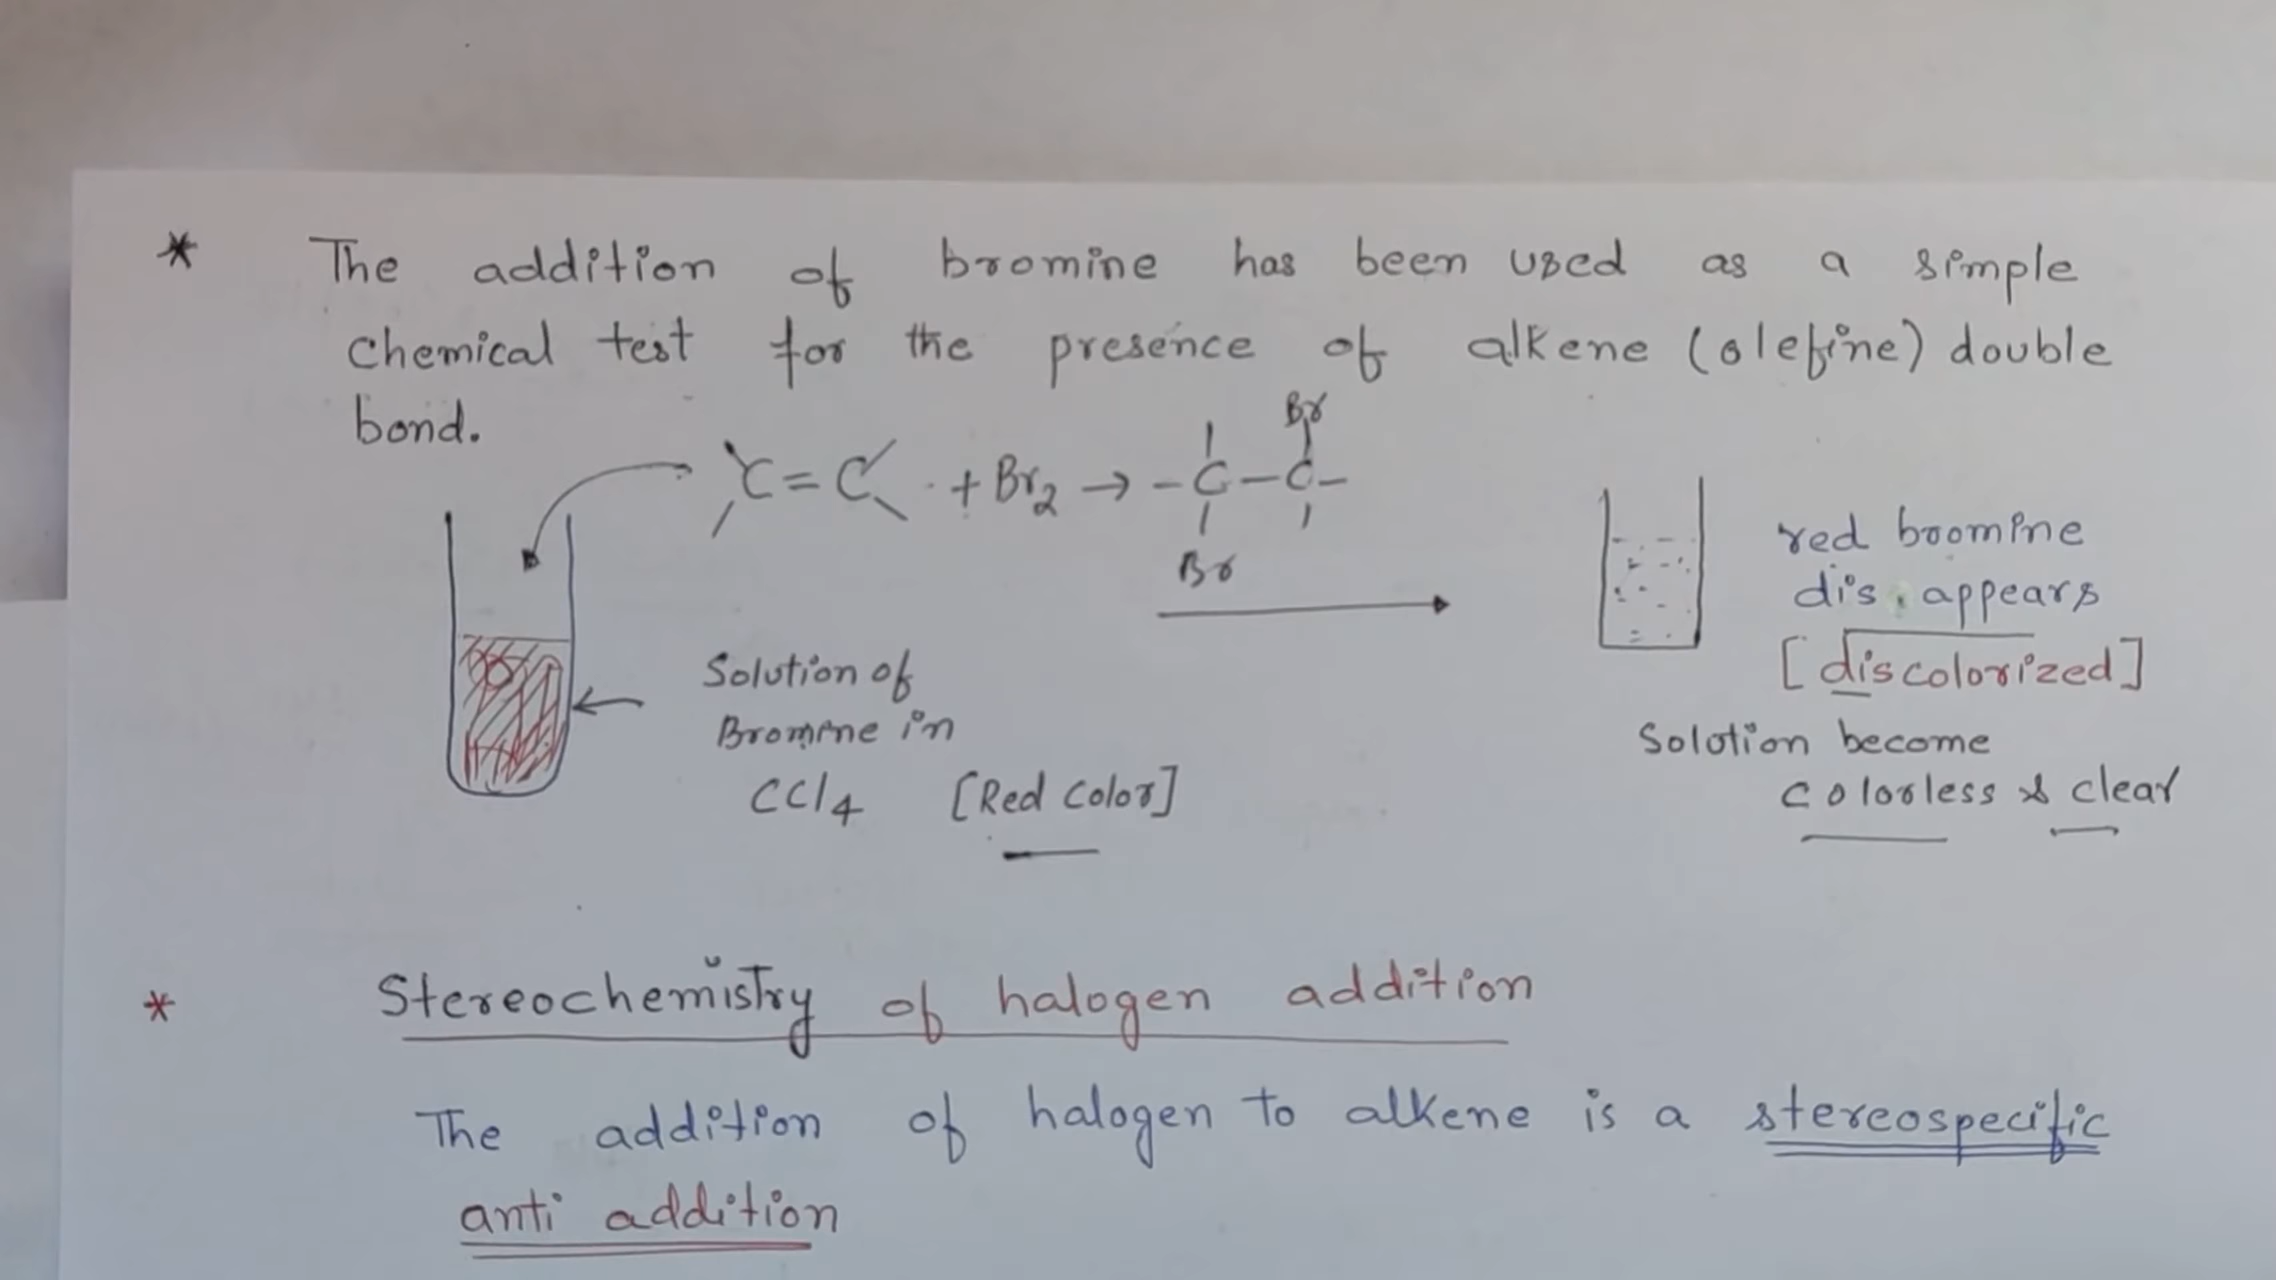 * The addition of bromine has been used as a simple
chemical test for the presence of alkene (olefine) double
bond.
C = C + Br2 → - C - C -
Br
Br
Solution of
Bromine in
CCl4 [Red color]
red bromine
dis appears
[discolorized]
Solution become
colorless & clear
* Stereochemistry of halogen addition
The addition of halogen to alkene is a stereospecific
anti addition